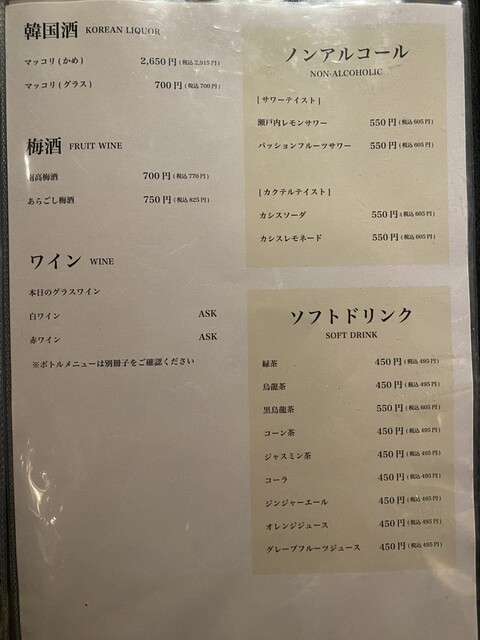 韓国酒 KOREAN LIQUOR
マッコリ(かめ) 2,650円(税込2,915円)
マッコリ(グラス) 700円(税込700円)
梅酒 FRUIT WINE
南高梅酒 700円(税込770円)
あらごし梅酒 750円(税込825円)
ワイン WINE
本日のグラスワイン
白ワイン ASK
赤ワイン ASK
※ボトルメニューは別冊子をご確認ください
ノンアルコール
NON-ALCOHOLIC
[サワーテイスト]
瀬戸内レモンサワー 550円(税込605円)
パッションフルーツサワー 550円(税込605円)
[カクテルテイスト]
カシスソーダ 550円(税込605円)
カシスレモネード 550円(税込605円)
ソフトドリンク
SOFT DRINK
緑茶 450円(税込495円)
烏龍茶 450円(税込495円)
黒烏龍茶 550円(税込605円)
コーン茶 450円(税込495円)
ジャスミン茶 450円(税込495円)
コーラ 450円(税込495円)
ジンジャーエール 450円(税込495円)
オレンジジュース 450円(税込495円)
グレープフルーツジュース 450円(税込495円)